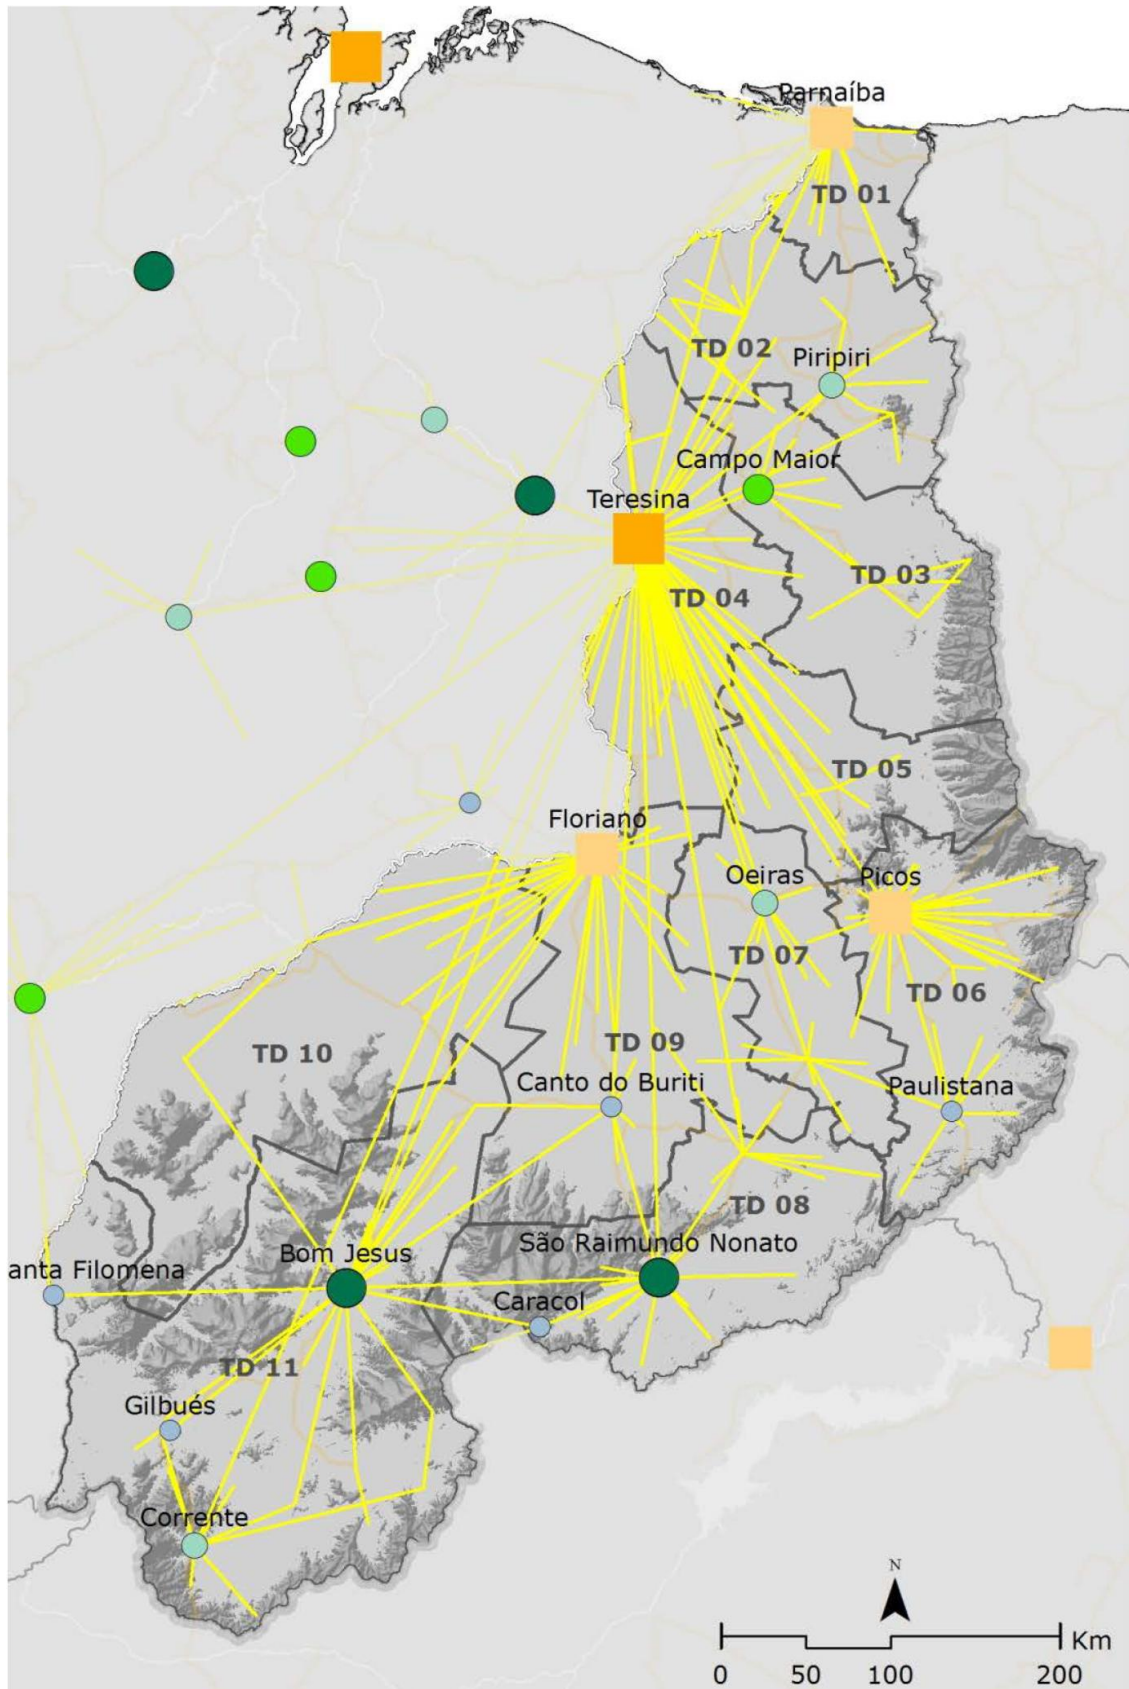 Parnaíba
TD 01
TD 02
Piripiri
Campo Maior
Teresina
TD 03
TD 04
TD 05
Floriano
Oeiras
Picos
TD 07
TD 06
TD 10
TD 09
Canto do Buriti
Paulistana
TD 08
São Raimundo Nonato
Bom Jesus
anta Filomena
Caracol
TD 11
Gilbués
Corrente
N
Km
0 50 100 200